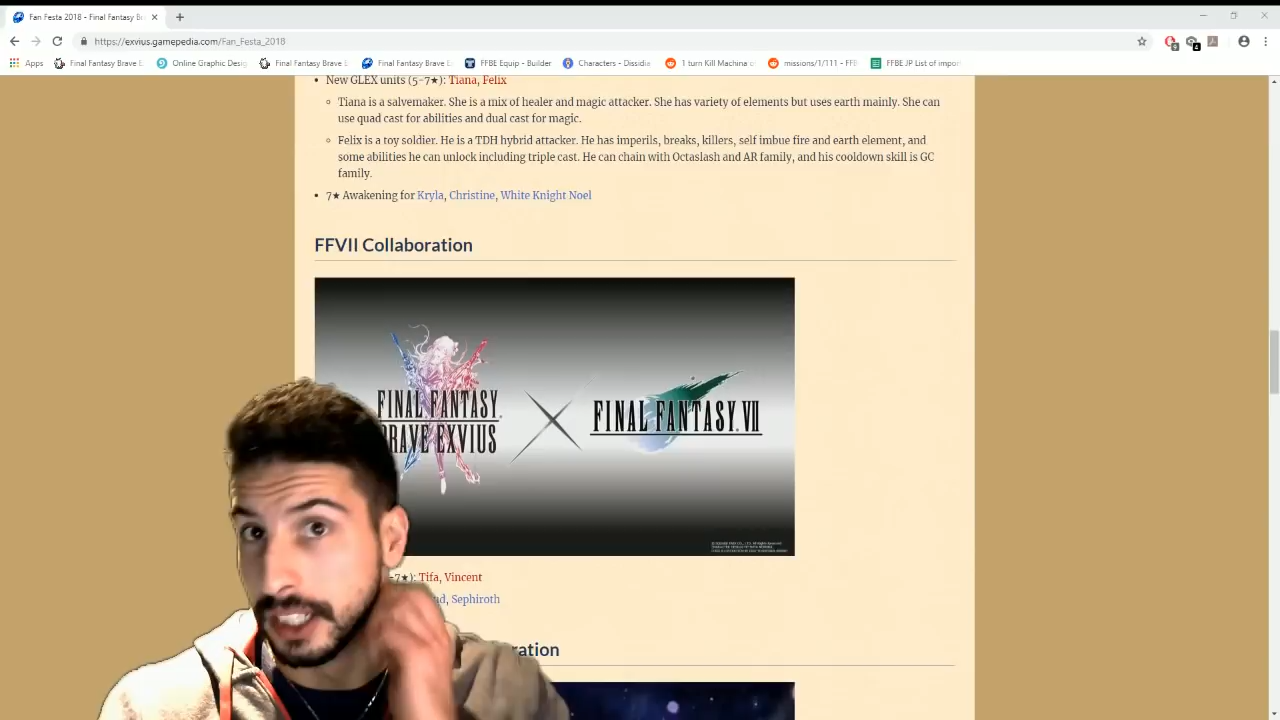 Fan Festa 2018 - Final Fantasy Br
https://exvius.gamepedia.com/Fan_Festa_2018
Apps Final Fantasy Brave E Online Graphic Desig Final Fantasy Brave E Final Fantasy Brave E FFBE Equip - Builder Characters - Dissidia 1 turn Kill Machina missions/1/111 - FFB FFBE JP List of impor
New GLEX units (5-7★): Tiana, Felix
Tiana is a salvemaker. She is a mix of healer and magic attacker. She has variety of elements but uses earth mainly. She can
use quad cast for abilities and dual cast for magic.
Felix is a toy soldier. He is a TDH hybrid attacker. He has imperils, breaks, killers, self imbue fire and earth element, and
some abilities he can unlock including triple cast. He can chain with Octaslash and AR family, and his cooldown skill is GC
family.
7★ Awakening for Kryla, Christine, White Knight Noel
FFVII Collaboration
FINAL FANTASY
BRAVE EXVIUS
FINAL FANTASY VII
-7★): Tifa, Vincent
ud, Sephiroth
ration